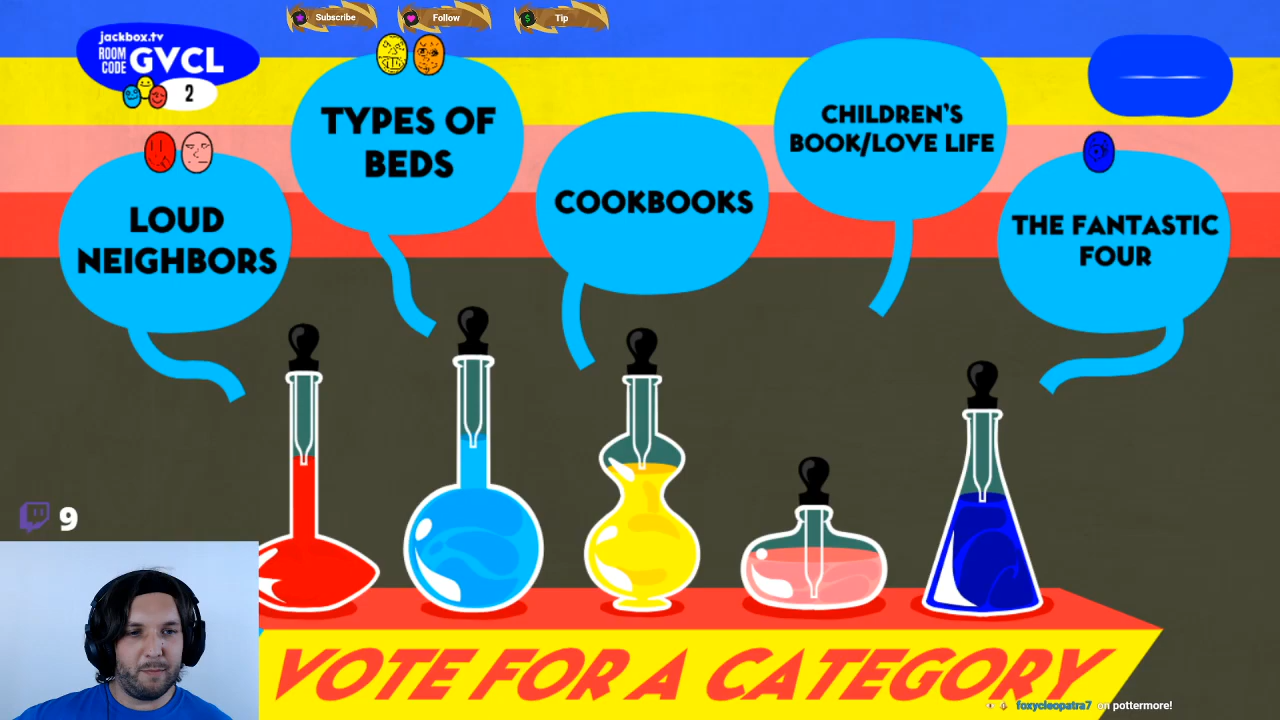 Subscribe
Follow
Tip
jackbox.tv
ROOM CODE GVCL
2
LOUD
NEIGHBORS
TYPES OF
BEDS
COOKBOOKS
CHILDREN'S
BOOK/LOVE LIFE
THE FANTASTIC
FOUR
9
VOTE FOR A CATEGORY
foxycleopatra7 on pottermore!